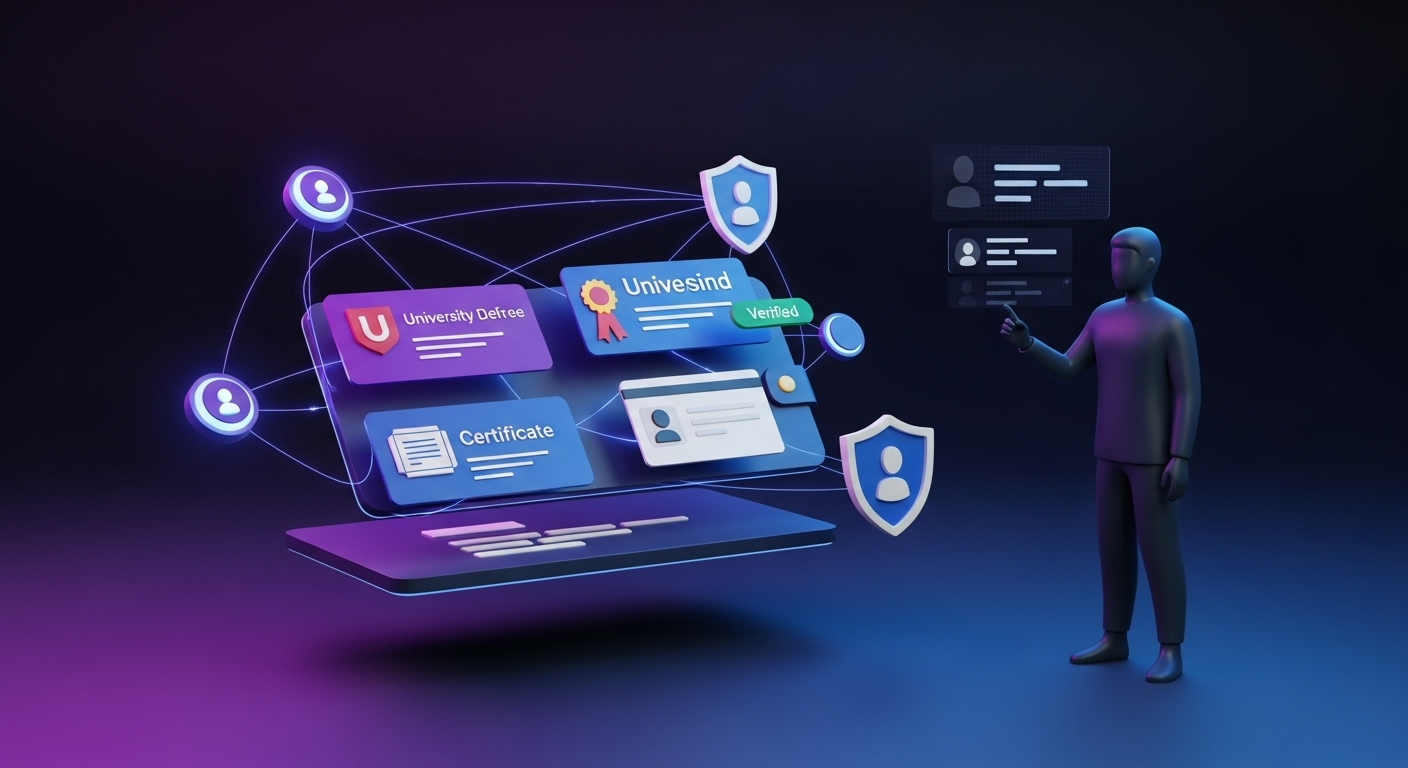 U
University Defree
Univesind
Verified
Certificate